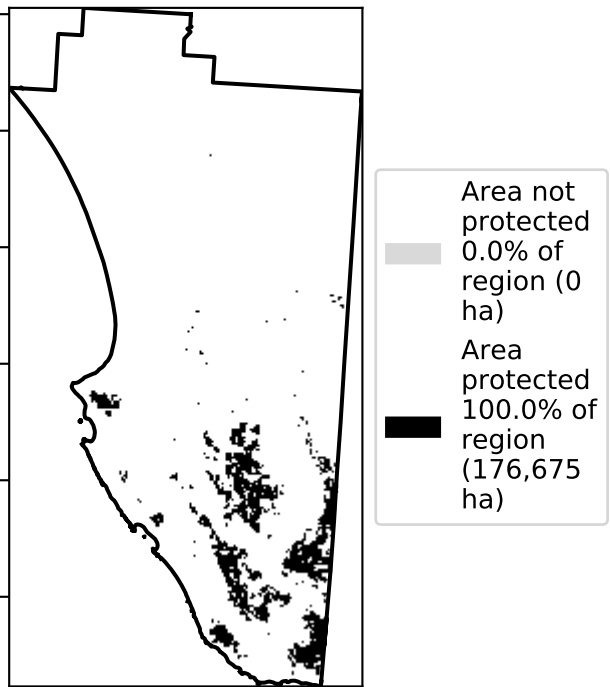 Area not
protected
0.0% of
region (0
ha)
Area
protected
100.0% of
region
(176,675
ha)